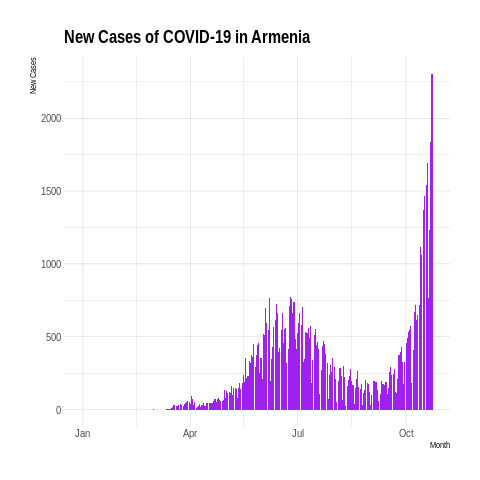 New Cases of COVID-19 in Armenia
New Cases
2000
1500
1000
500
0
Jan Apr Jul Oct
Month